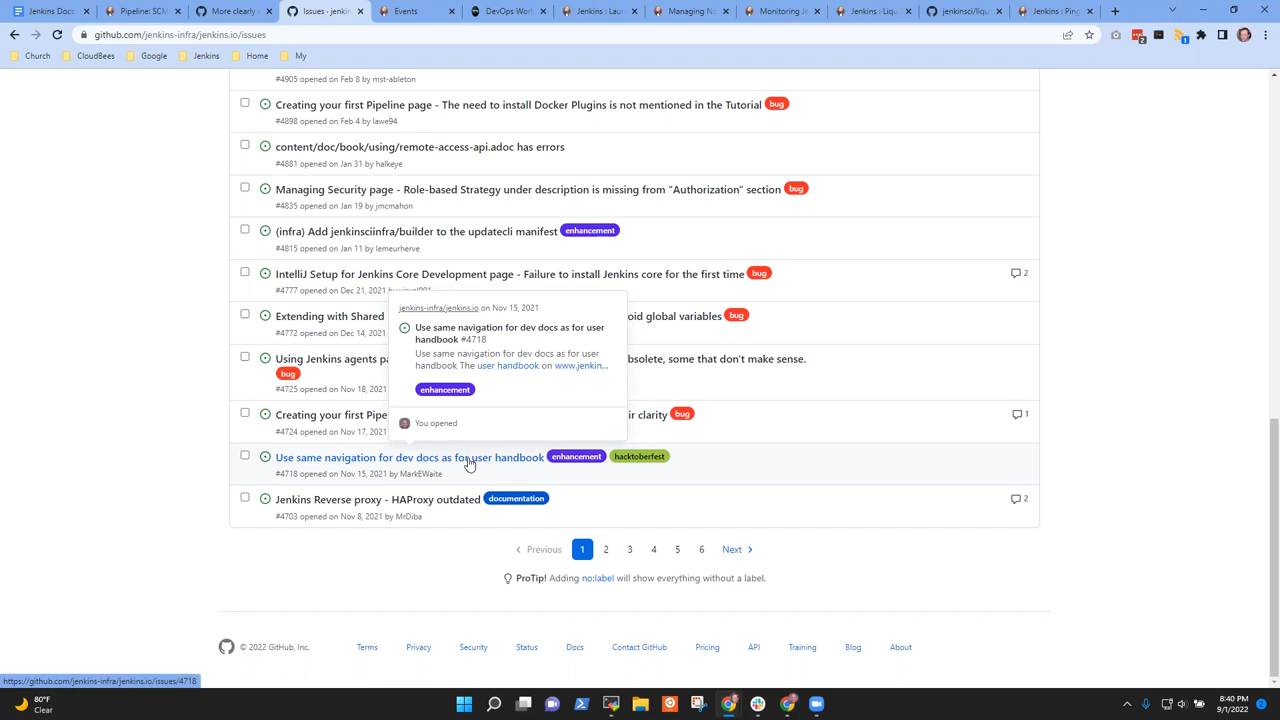 Jenkins Docs
Pipeline: SCM
More clearly
Issues · jenkin
Events
DevOps Worl
Jenkins : Lau
Managing No
Monitoring Je
Jenkins : Liqu
jenkinsci/liqu
Jenkins : Ping
github.com/jenkins-infra/jenkins.io/issues
Church
CloudBees
Google
Jenkins
Home
My
#4905 opened on Feb 8 by mst-ableton
Creating your first Pipeline page - The need to install Docker Plugins is not mentioned in the Tutorial bug
#4898 opened on Feb 4 by lawe94
content/doc/book/using/remote-access-api.adoc has errors
#4881 opened on Jan 31 by halkeye
Managing Security page - Role-based Strategy under description is missing from "Authorization" section bug
#4835 opened on Jan 19 by jmcmahon
(infra) Add jenkinsciinfra/builder to the updatecli manifest enhancement
#4815 opened on Jan 11 by lemeurherve
IntelliJ Setup for Jenkins Core Development page - Failure to install Jenkins core for the first time bug 2
#4777 opened on Dec 21, 2021
jenkins-infra/jenkins.io on Nov 15, 2021
Use same navigation for dev docs as for user
handbook #4718
Use same navigation for dev docs as for user
handbook The user handbook on www.jenkin...
enhancement
You opened
Extending with Shared oid global variables bug
#4772 opened on Dec 14, 2021
Using Jenkins agents pa bsolete, some that don't make sense.
bug
#4725 opened on Nov 18, 2021
Creating your first Pipe ir clarity bug 1
#4724 opened on Nov 17, 2021
Use same navigation for dev docs as for user handbook enhancement hacktoberfest
#4718 opened on Nov 15, 2021 by MarkEWaite
Jenkins Reverse proxy - HAProxy outdated documentation 2
#4703 opened on Nov 8, 2021 by MrDiba
Previous 1 2 3 4 5 6 Next
ProTip! Adding no:label will show everything without a label.
© 2022 GitHub, Inc. Terms Privacy Security Status Docs Contact GitHub Pricing API Training Blog About
https://github.com/jenkins-infra/jenkins.io/issues/4718
80°F
Clear
8:40 PM
9/1/2022